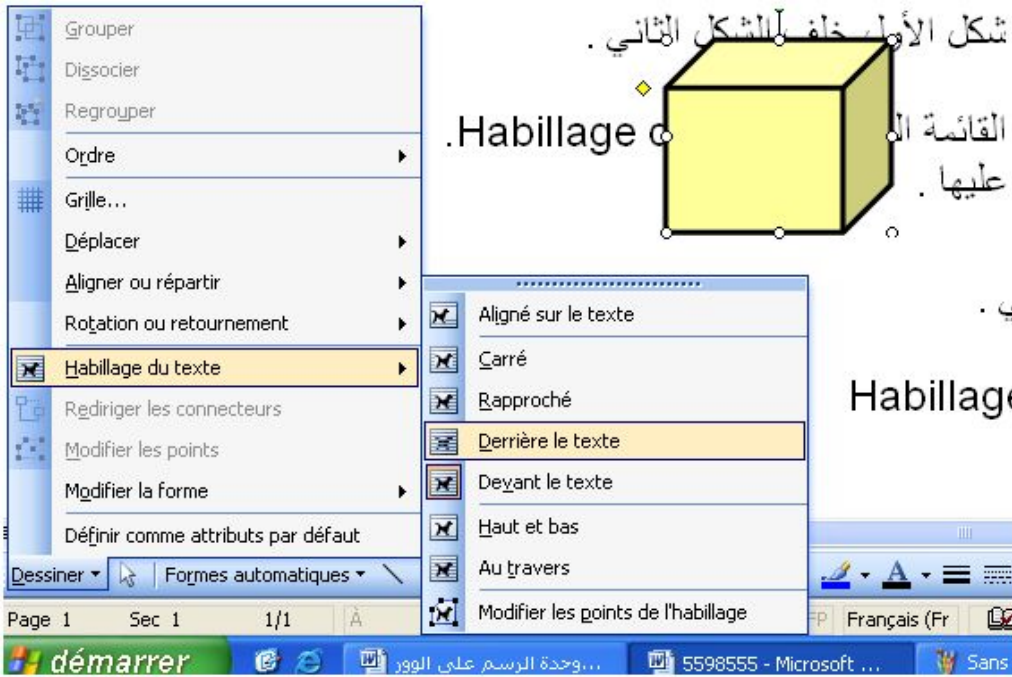 Grouper
Dissocier
Regrouper
Ordre
Grille...
Déplacer
Aligner ou répartir
Rotation ou retournement
Habillage du texte
Rediriger les connecteurs
Modifier les points
Modifier la forme
Définir comme attributs par défaut
Aligné sur le texte
Carré
Rapproché
Derrière le texte
Devant le texte
Haut et bas
Au travers
Modifier les points de l'habillage
شكل الأول خلف للشكل الثاني .
القائمة Habillage .
عليها .
Habillage
Dessiner Formes automatiques A
Page 1 Sec 1 1/1 À FP Français (Fr
démarrer وحدة الرسم على الوور... 5598555 - Microsoft ... Sans